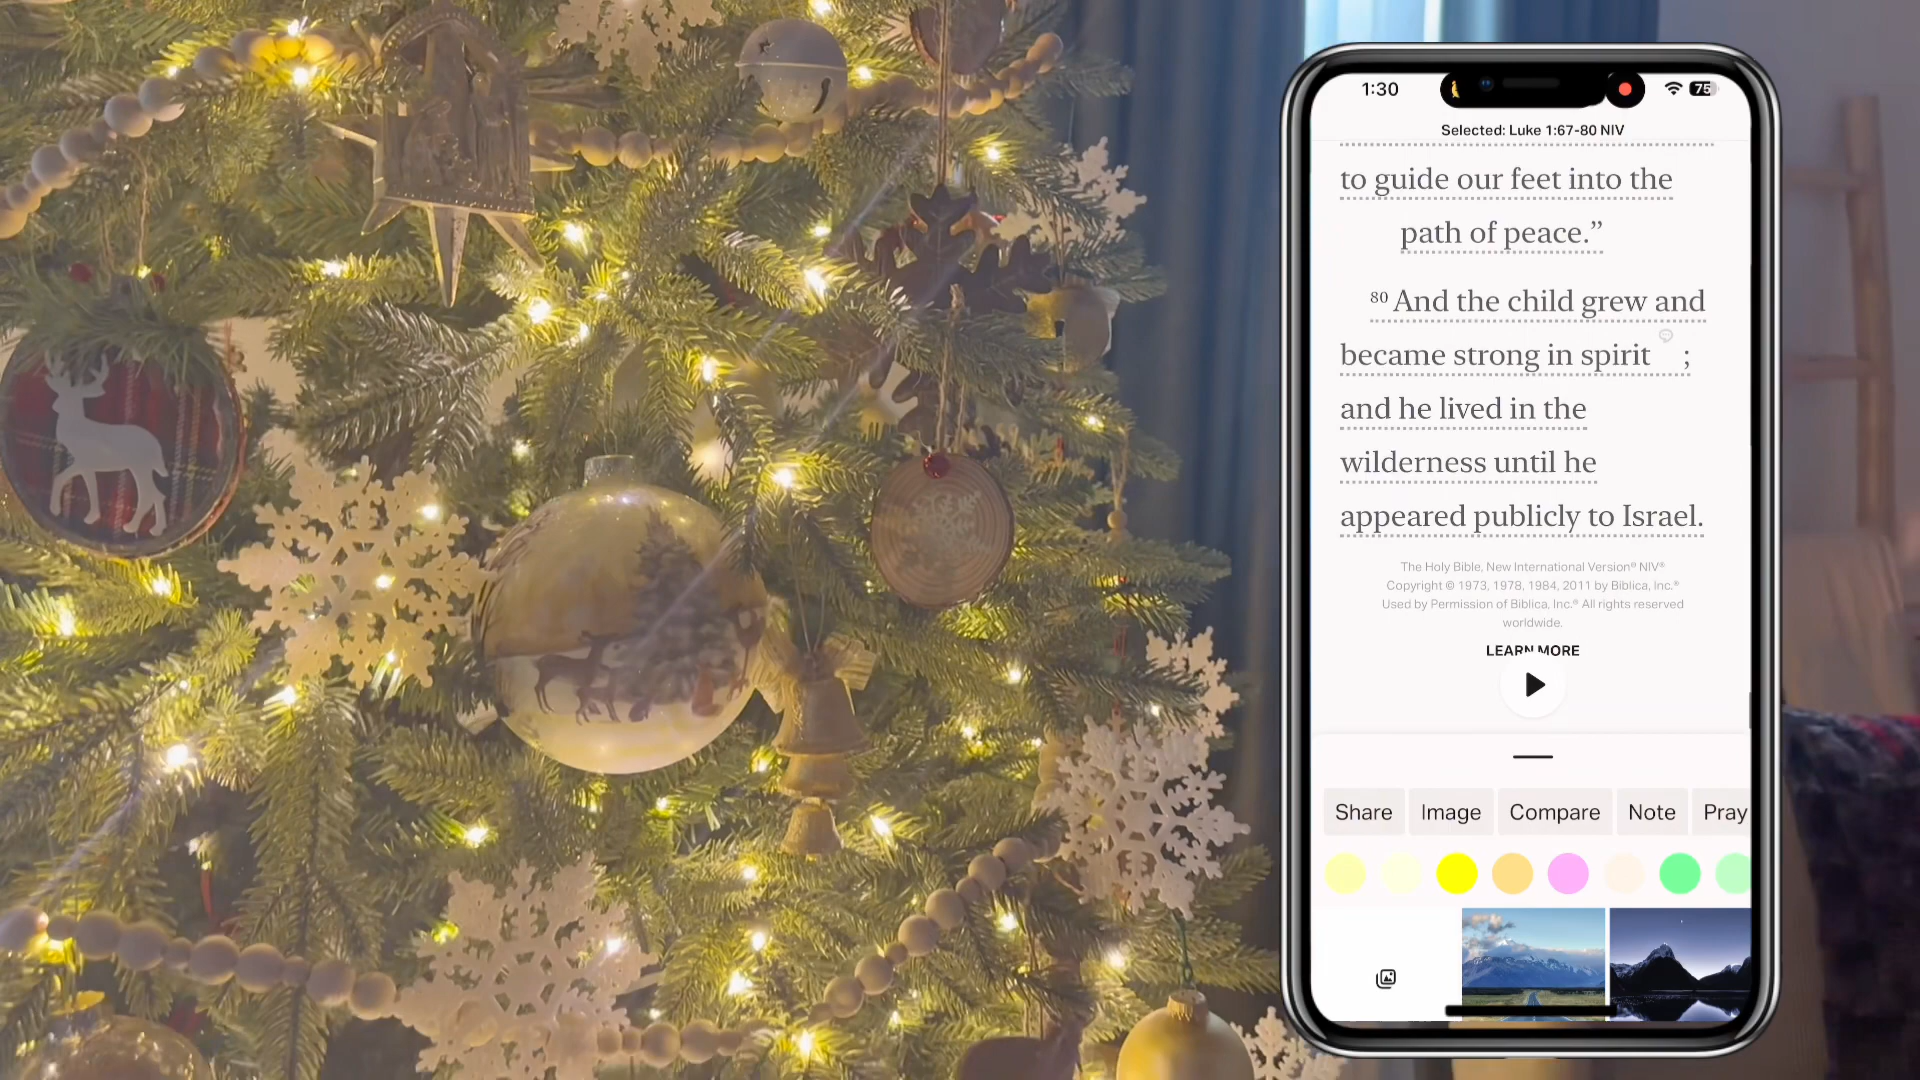 1:30
75
Selected: Luke 1:67-80 NIV
to guide our feet into the
path of peace.”
80 And the child grew and
became strong in spirit ;
and he lived in the
wilderness until he
appeared publicly to Israel.
The Holy Bible, New International Version® NIV®
Copyright © 1973, 1978, 1984, 2011 by Biblica, Inc.®
Used by Permission of Biblica, Inc.® All rights reserved
worldwide.
LEARN MORE
Share Image Compare Note Pray